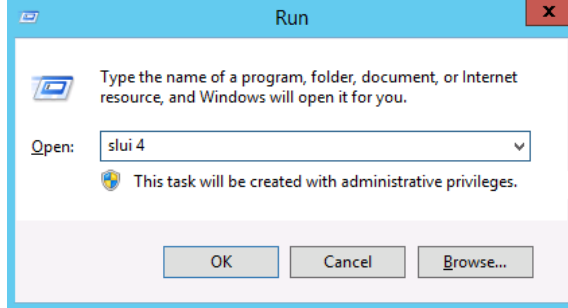 Run
x
Type the name of a program, folder, document, or Internet
resource, and Windows will open it for you.
Open: slui 4
This task will be created with administrative privileges.
OK Cancel Browse...